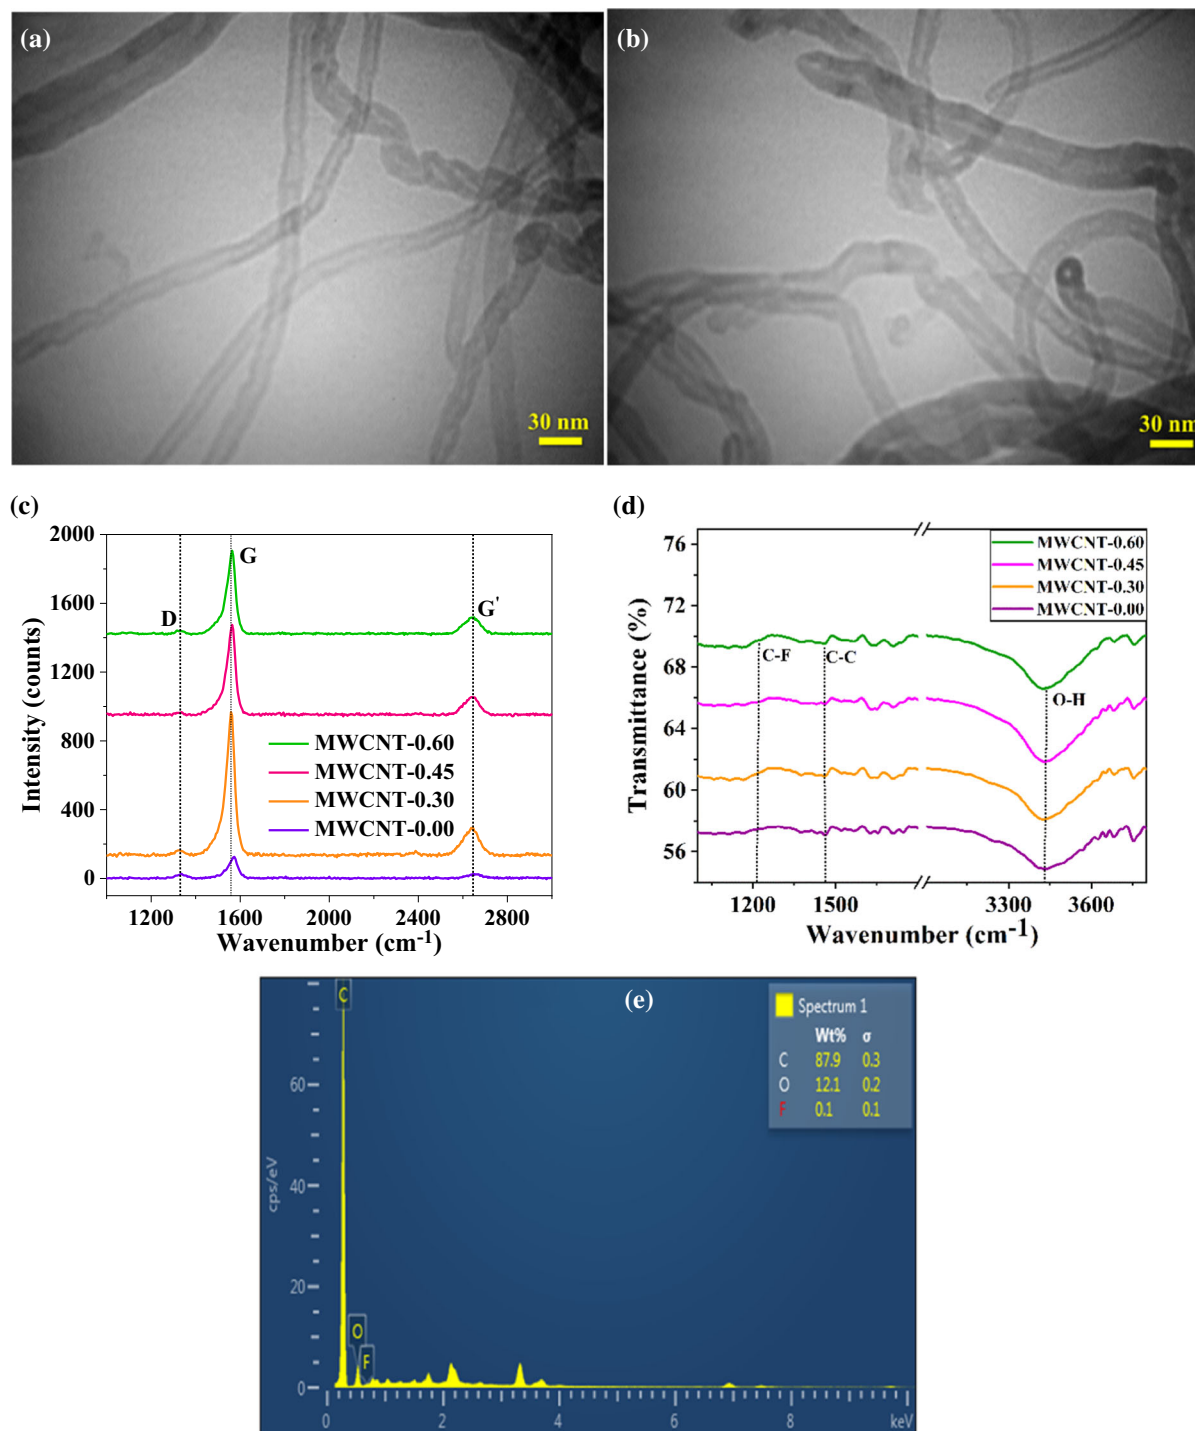 (a)
30 nm
(b)
30 nm
(c)
2000
1600
1200
800
400
0
Intensity (counts)
D
G
G'
MWCNT-0.60
MWCNT-0.45
MWCNT-0.30
MWCNT-0.00
1200
1600
2000
2400
2800
Wavenumber (cm-1)
(d)
76
72
68
64
60
56
Transmittance (%)
MWCNT-0.60
MWCNT-0.45
MWCNT-0.30
MWCNT-0.00
C-F
C-C
O-H
1200
1500
3300
3600
Wavenumber (cm-1)
(e)
C
O
F
Spectrum 1
Wt% σ
C 87.9 0.3
O 12.1 0.2
F 0.1 0.1
60
40
20
0
cps/eV
0
2
4
6
8
keV